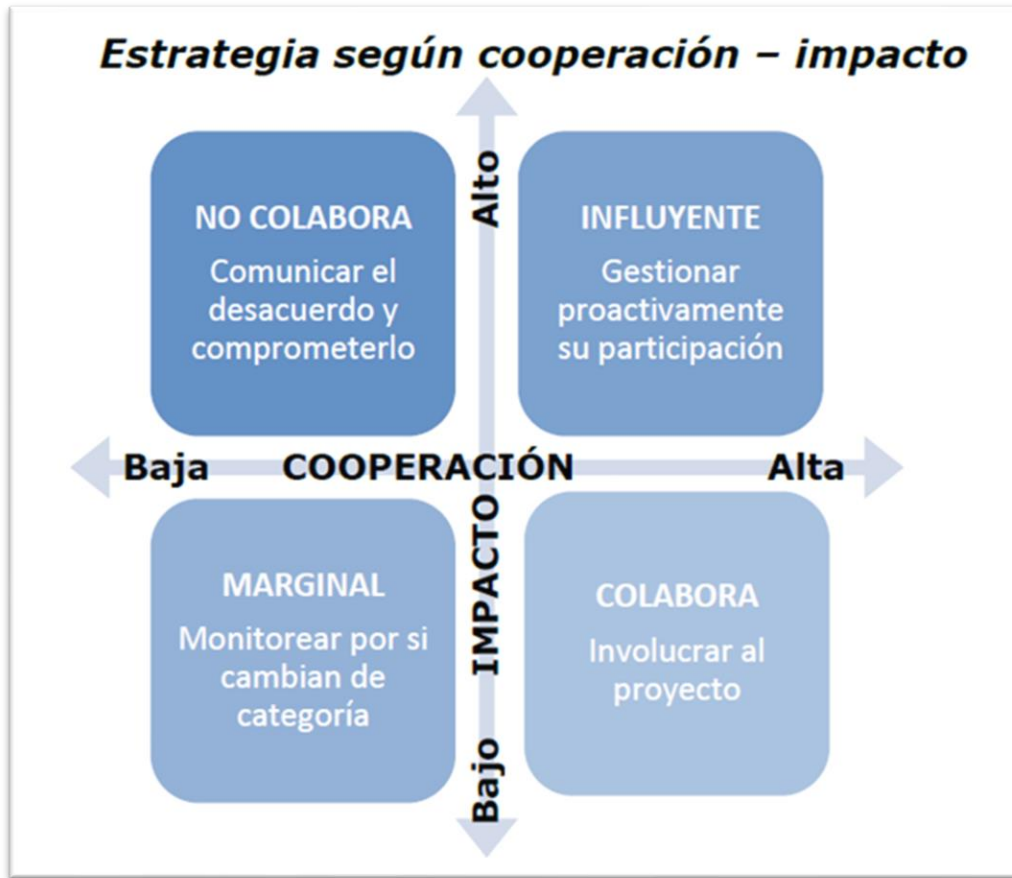 Estrategia según cooperación – impacto
Alto
NO COLABORA
Comunicar el
desacuerdo y
comprometerlo
INFLUYENTE
Gestionar
proactivamente
su participación
Baja
COOPERACIÓN
Alta
IMPACTO
MARGINAL
Monitorear por si
cambian de
categoría
COLABORA
Involucrar al
proyecto
Bajo